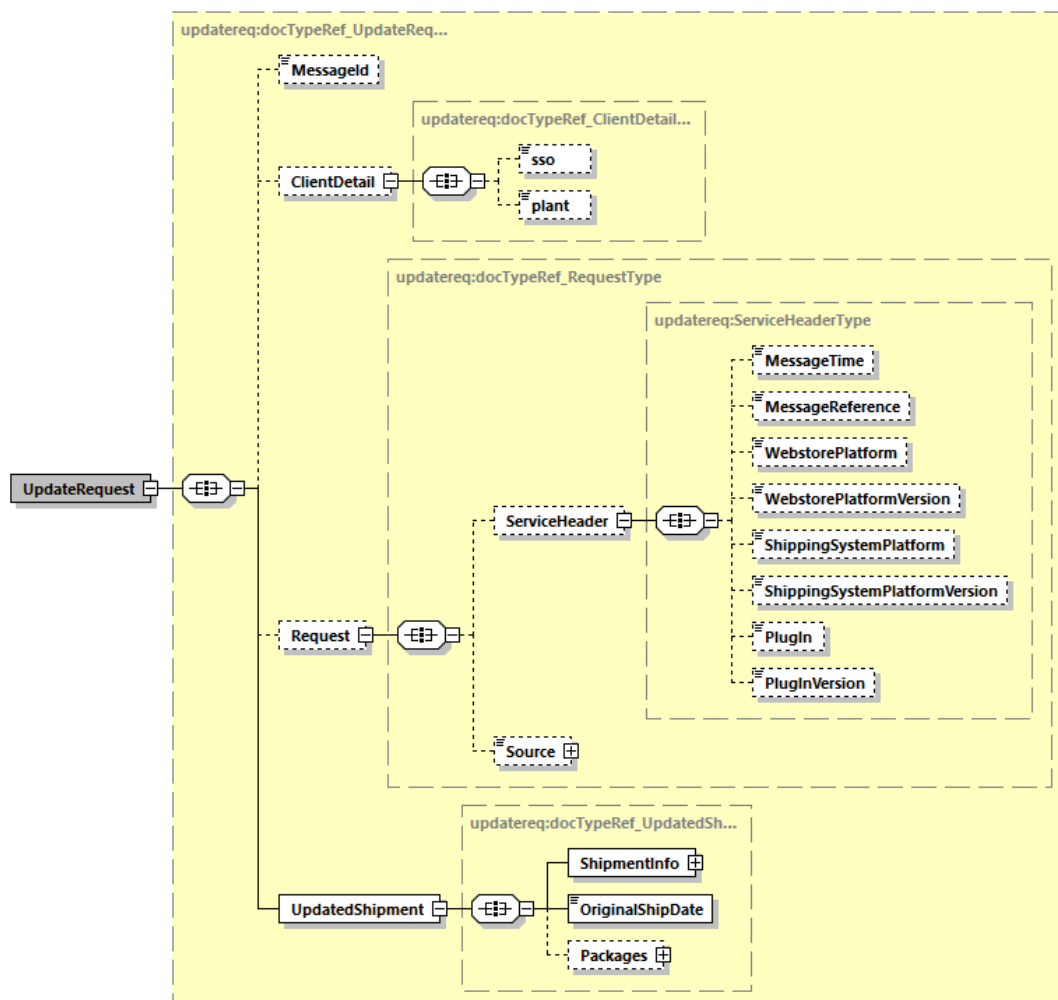 updatereq:docTypeRef_UpdateReq...
MessageId
updatereq:docTypeRef_ClientDetail...
ClientDetail
sso
plant
updatereq:docTypeRef_RequestType
updatereq:ServiceHeaderType
MessageTime
MessageReference
WebstorePlatform
UpdateRequest
WebstorePlatformVersion
ServiceHeader
ShippingSystemPlatform
ShippingSystemPlatformVersion
Request
PlugIn
PlugInVersion
Source
updatereq:docTypeRef_UpdatedSh...
ShipmentInfo
UpdatedShipment
OriginalShipDate
Packages